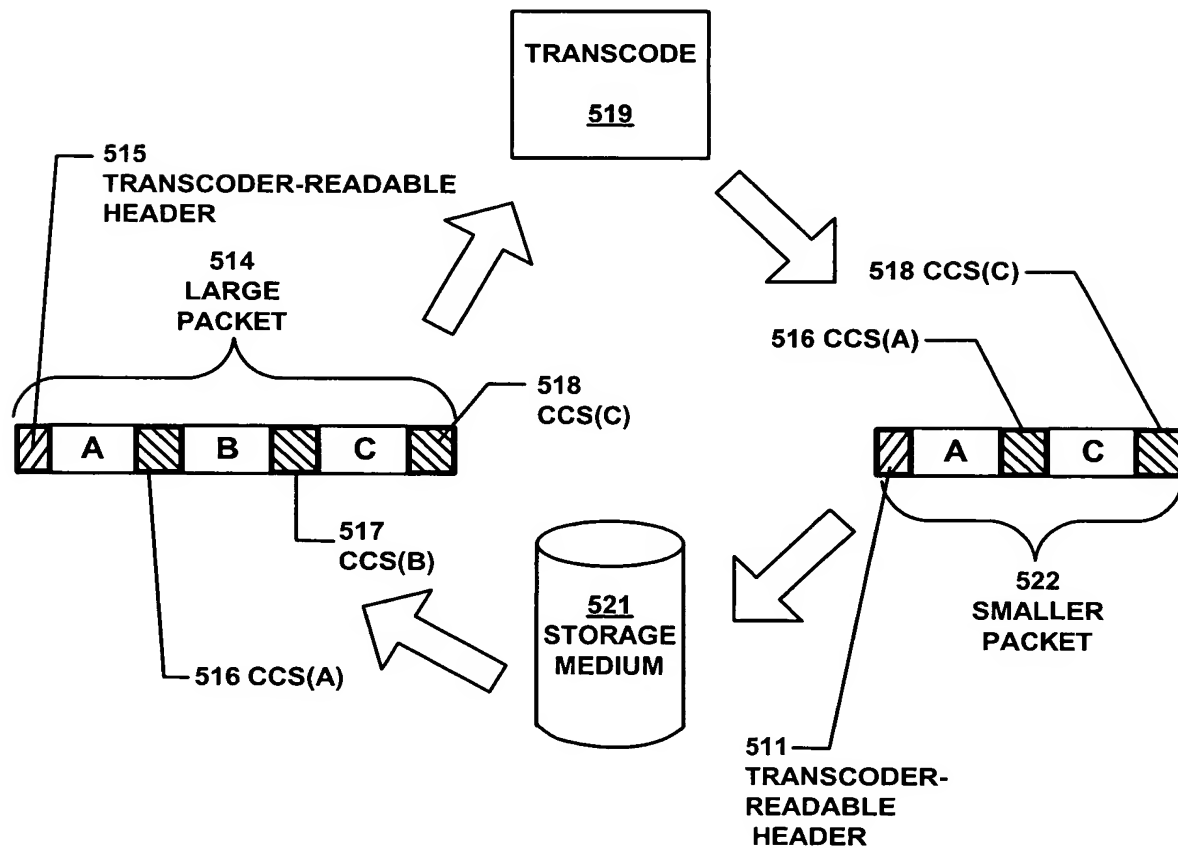 TRANSCODE
519
515
TRANSCODER-READABLE
HEADER
514
LARGE
PACKET
518 CCS(C)
516 CCS(A)
518
CCS(C)
A
B
C
A
C
517
CCS(B)
516 CCS(A)
521
STORAGE
MEDIUM
522
SMALLER
PACKET
511
TRANSCODER-
READABLE
HEADER